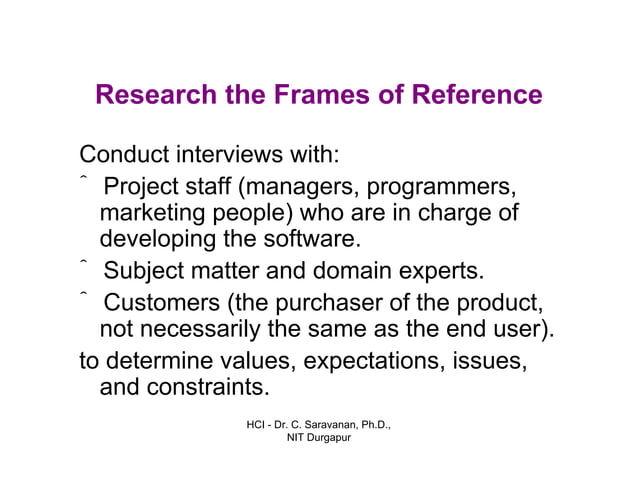 Research the Frames of Reference
Conduct interviews with:
ˆ Project staff (managers, programmers,
marketing people) who are in charge of
developing the software.
ˆ Subject matter and domain experts.
ˆ Customers (the purchaser of the product,
not necessarily the same as the end user).
to determine values, expectations, issues,
and constraints.
HCI - Dr. C. Saravanan, Ph.D.,
NIT Durgapur